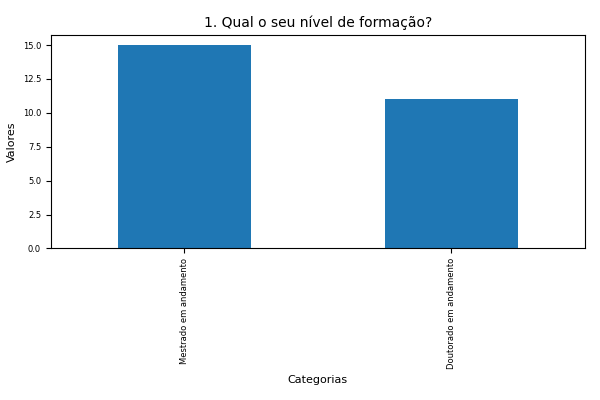 1. Qual o seu nível de formação?
Valores
15.0
12.5
10.0
7.5
5.0
2.5
0.0
Mestrado em andamento
Doutorado em andamento
Categorias